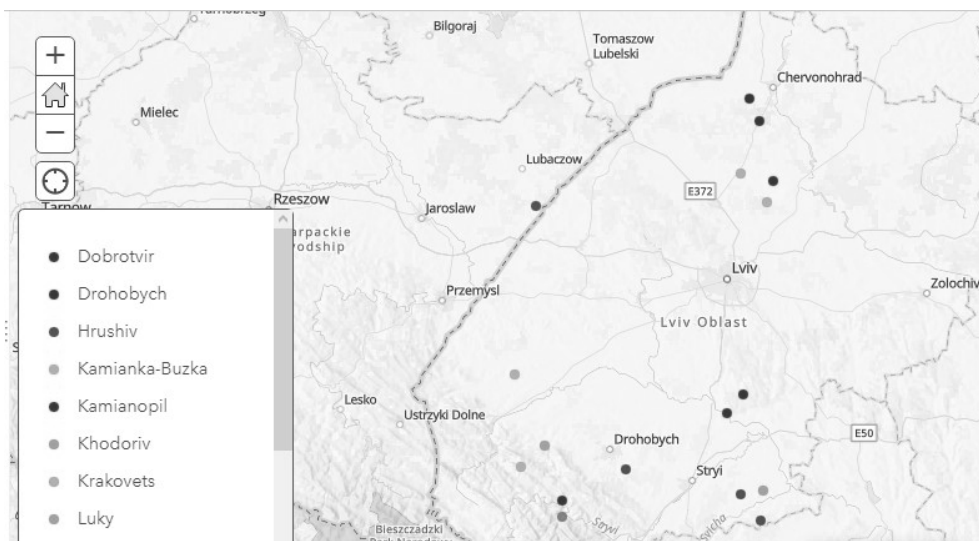 Bilgoraj
Tomaszow
Lubelski
Chervonohrad
Mielec
Lubaczow
E372
Rzeszow
Jaroslaw
Lviv
Zolochiv
Przemysl
Lviv Oblast
Lesko
Ustrzyki Dolne
Drohobych
E50
Stryi
Bieszczadzki
Dobrotvir
Drohobych
Hrushiv
Kamianka-Buzka
Kamianopil
Khodoriv
Krakovets
Luky